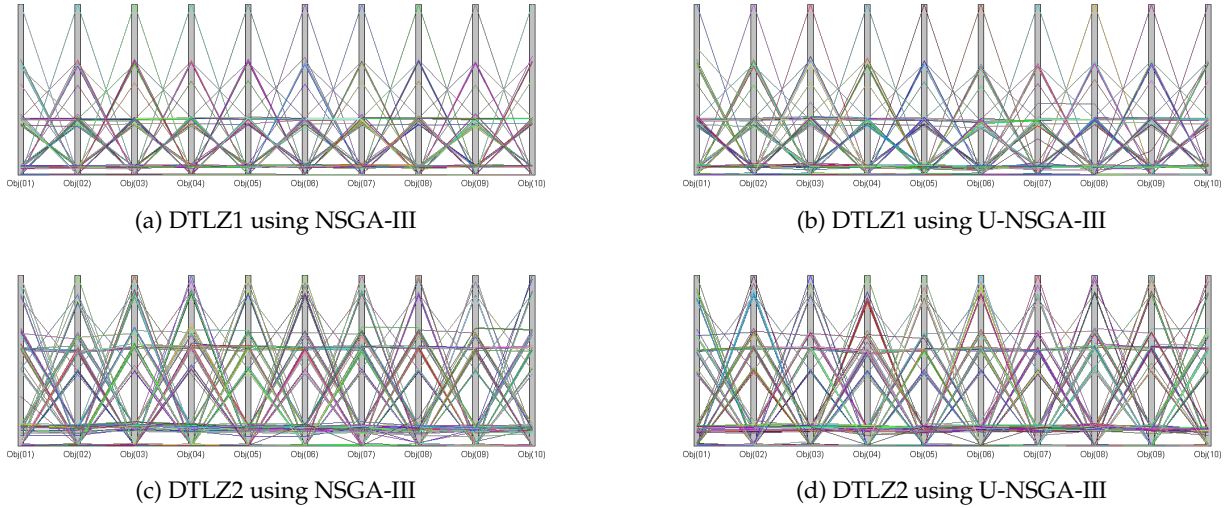 Obj(01) Obj(02) Obj(03) Obj(04) Obj(05) Obj(06) Obj(07) Obj(08) Obj(09) Obj(10)
(a) DTLZ1 using NSGA-III
Obj(01) Obj(02) Obj(03) Obj(04) Obj(05) Obj(06) Obj(07) Obj(08) Obj(09) Obj(10)
(b) DTLZ1 using U-NSGA-III
Obj(01) Obj(02) Obj(03) Obj(04) Obj(05) Obj(06) Obj(07) Obj(08) Obj(09) Obj(10)
(c) DTLZ2 using NSGA-III
Obj(01) Obj(02) Obj(03) Obj(04) Obj(05) Obj(06) Obj(07) Obj(08) Obj(09) Obj(10)
(d) DTLZ2 using U-NSGA-III